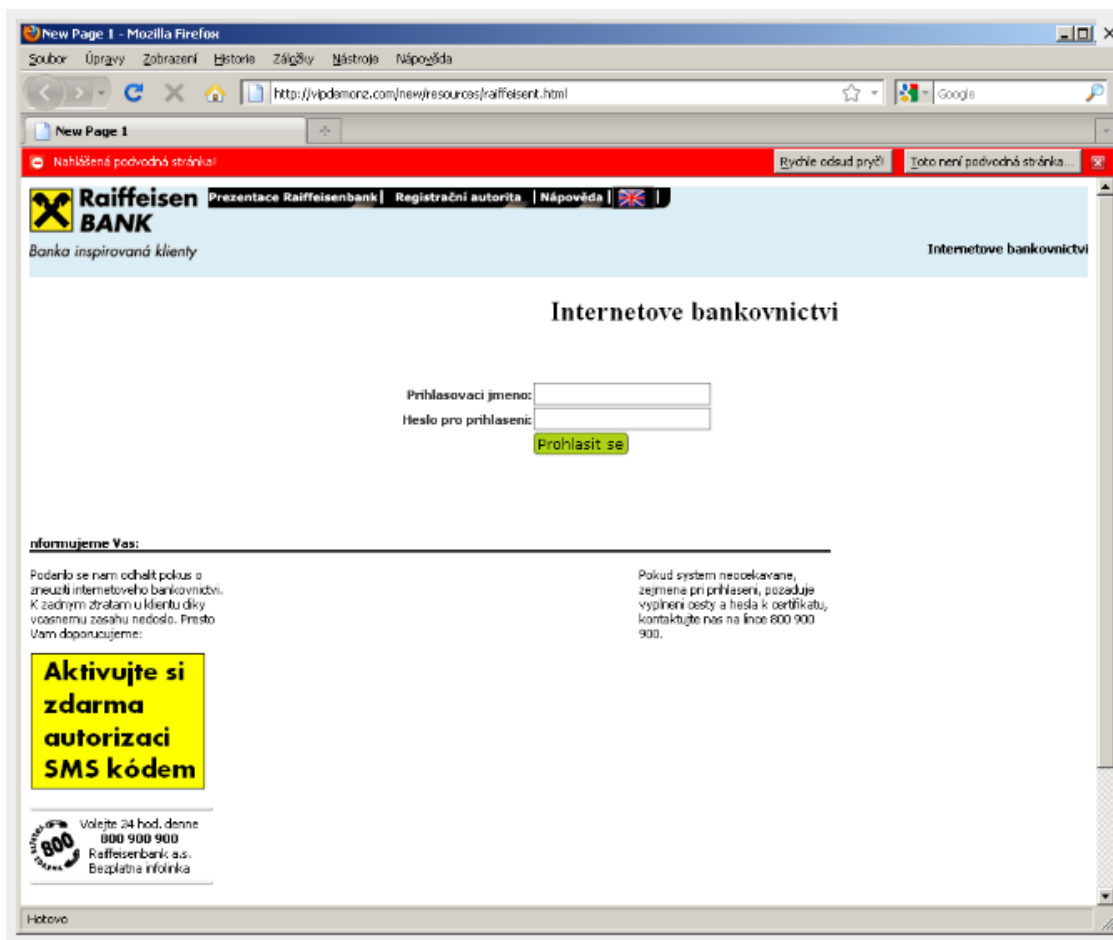 New Page 1 - Mozilla Firefox
Soubor Úpravy Zobrazení Historie Záložky Nástroje Nápověda
http://vipdemonz.com/new/resources/raiffeisent.html
Google
New Page 1
Nahlášená podvodná stránka!
Rychle odsud pryč!
Toto není podvodná stránka...
Raiffeisen BANK
Prezentace Raiffeisenbank | Registrační autorita | Nápověda |
Banka inspirovaná klienty
Internetove bankovnictvi
Internetove bankovnictvi
Prihlasovaci jmeno:
Heslo pro prihlaseni:
Prohlasit se
nformujeme Vas:
Podarilo se nam odhalit pokus o
zneuziti internetoveho bankovnictvi.
K zadnym ztratam u klientu diky
vcasnemu zasahu nedoslo. Presto
Vam doporucujeme:
Pokud system neocekavane,
zejmena pri prihlaseni, pozaduje
vyplneni cesty a hesla k certifikatu,
kontaktujte nas na lince 800 900
900.
Aktivujte si
zdarma
autorizaci
SMS kódem
800
Volejte 24 hod. denne
800 900 900
Raiffeisenbank a.s.
Bezplatna infolinka
Hotovo